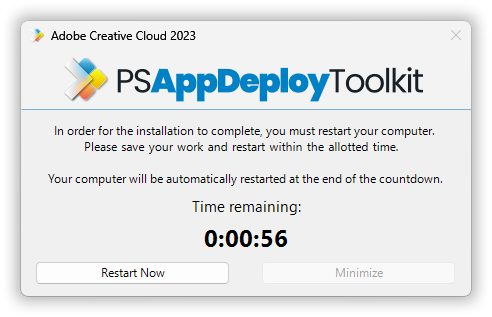 Adobe Creative Cloud 2023
PSAppDeployToolkit
In order for the installation to complete, you must restart your computer.
Please save your work and restart within the allotted time.
Your computer will be automatically restarted at the end of the countdown.
Time remaining:
0:00:56
Restart Now
Minimize